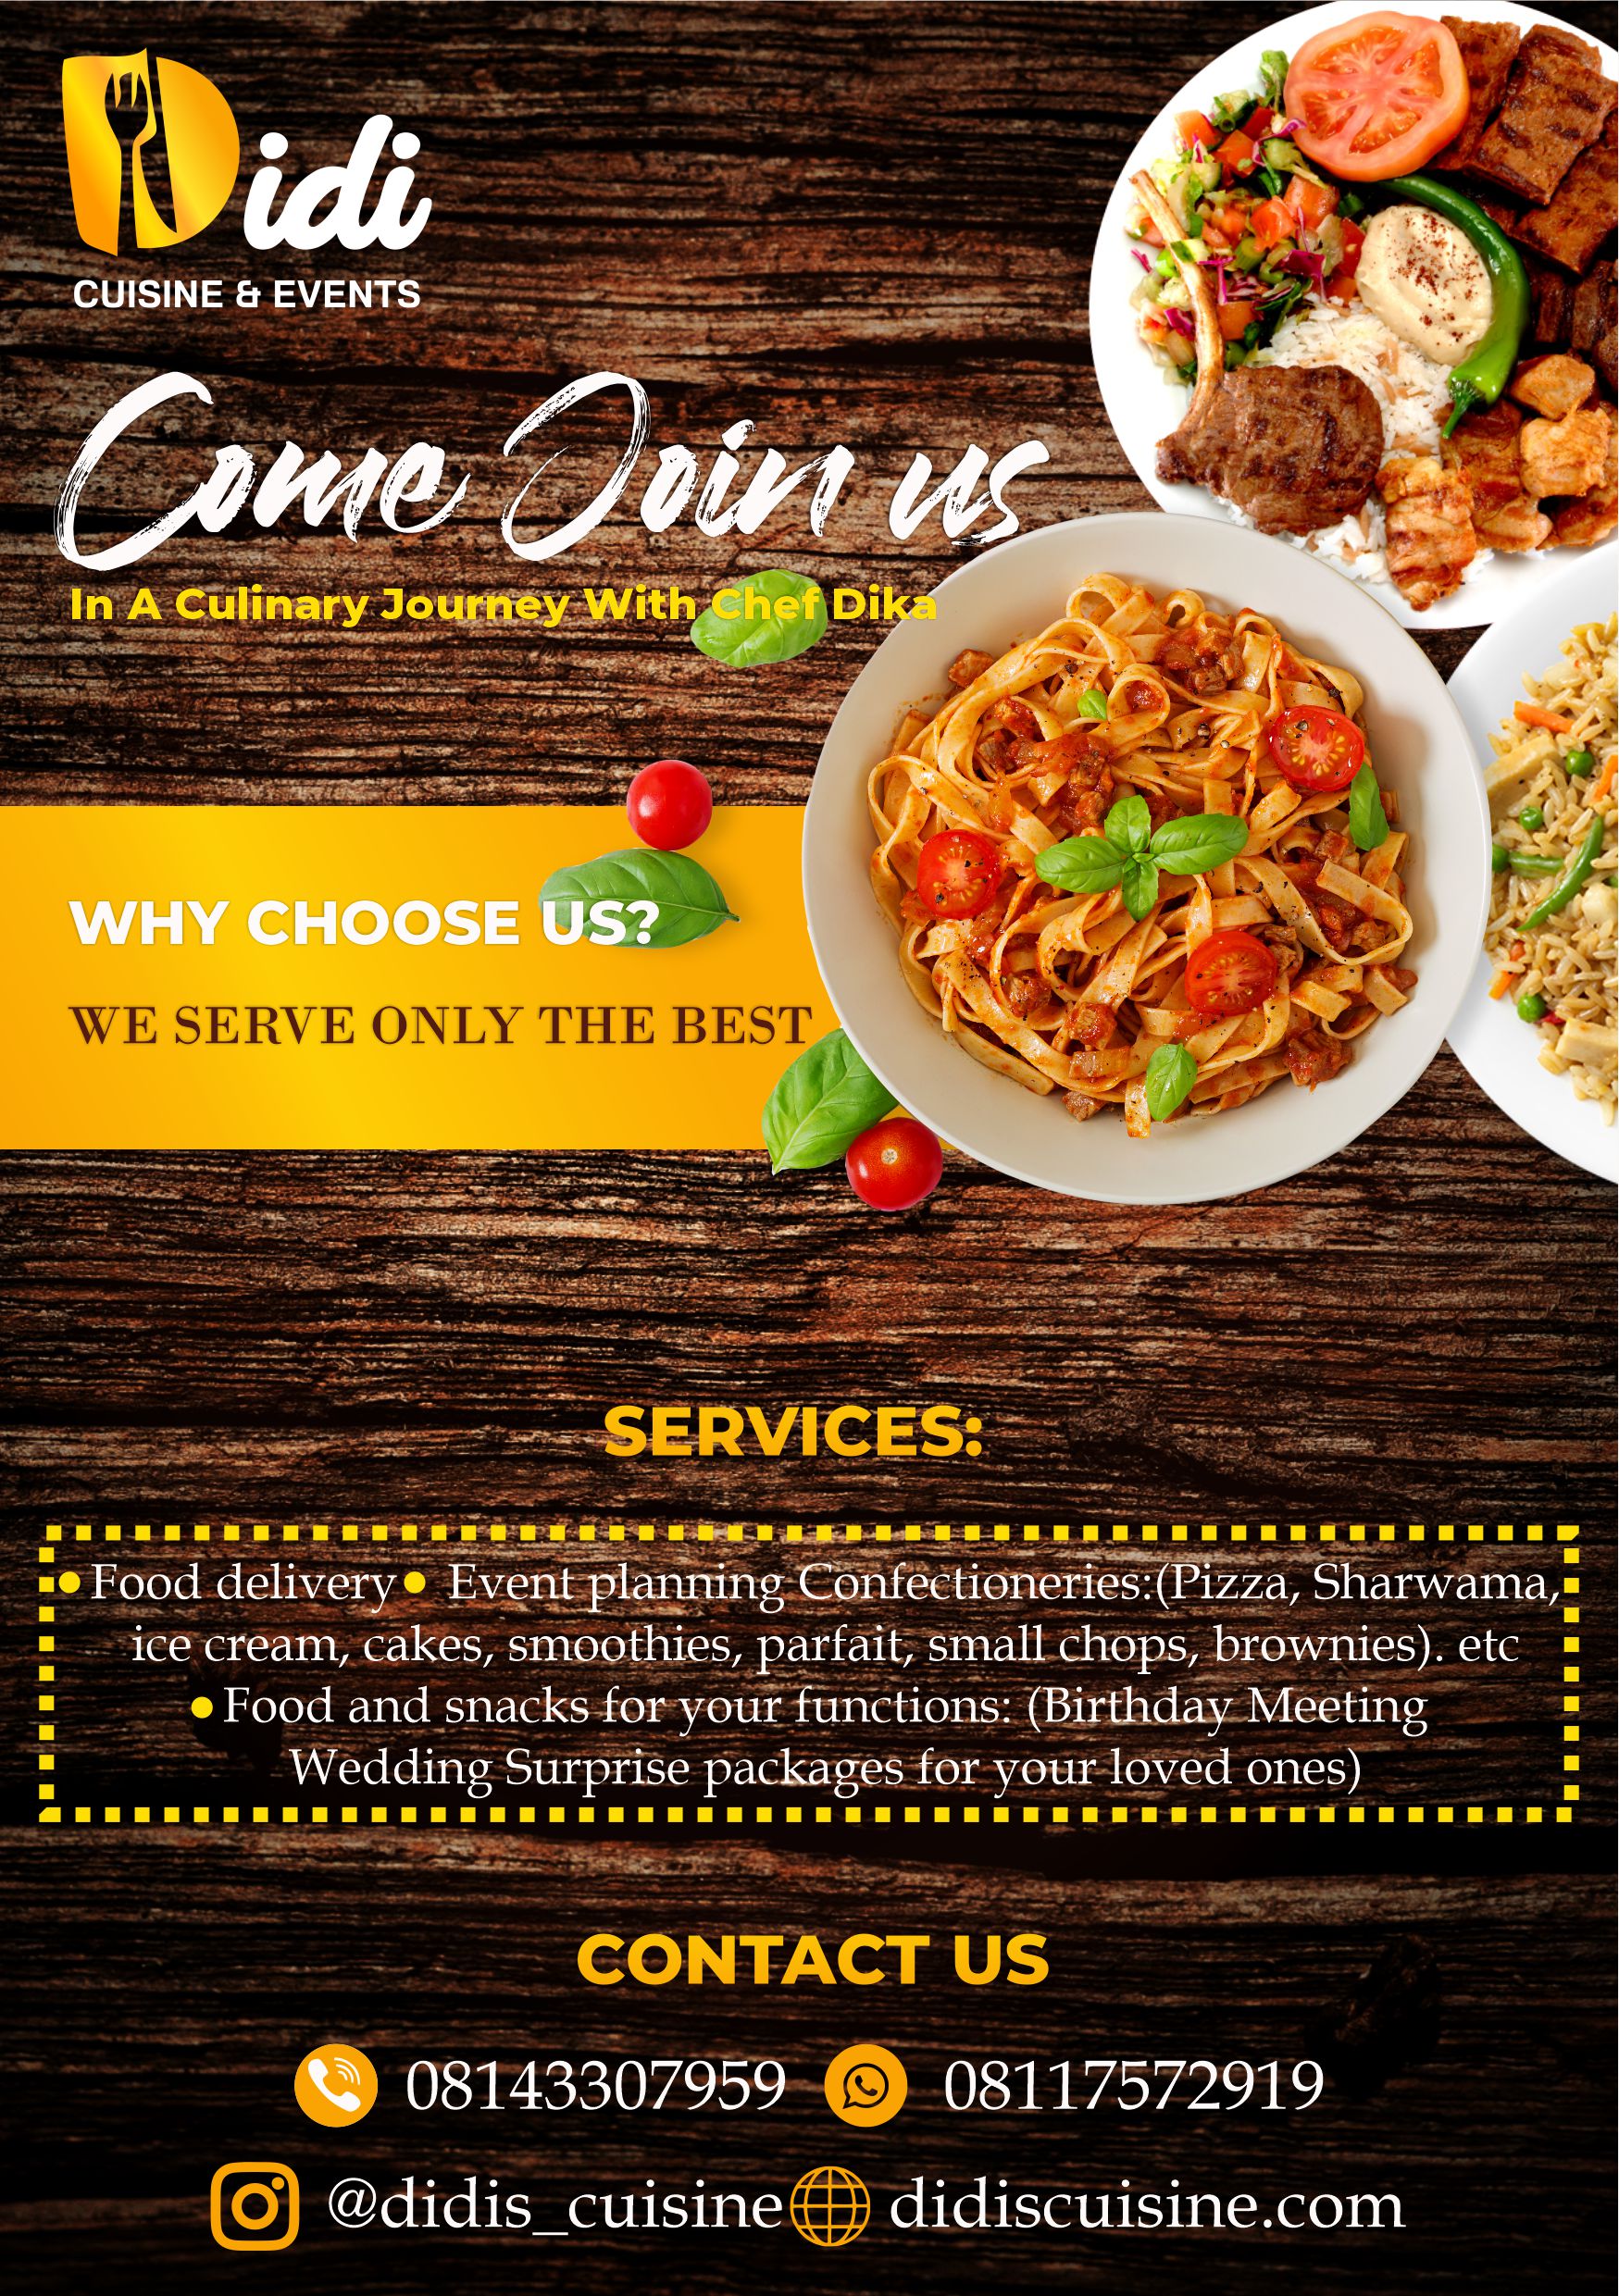 Didi
CUISINE & EVENTS
Come Join us
In A Culinary Journey With Chef Dika
WHY CHOOSE US?
WE SERVE ONLY THE BEST
SERVICES:
• Food delivery • Event planning Confectioneries:(Pizza, Sharwama,
ice cream, cakes, smoothies, parfait, small chops, brownies). etc
• Food and snacks for your functions: (Birthday Meeting
Wedding Surprise packages for your loved ones)
CONTACT US
08143307959 08117572919
@didis_cuisine didiscuisine.com